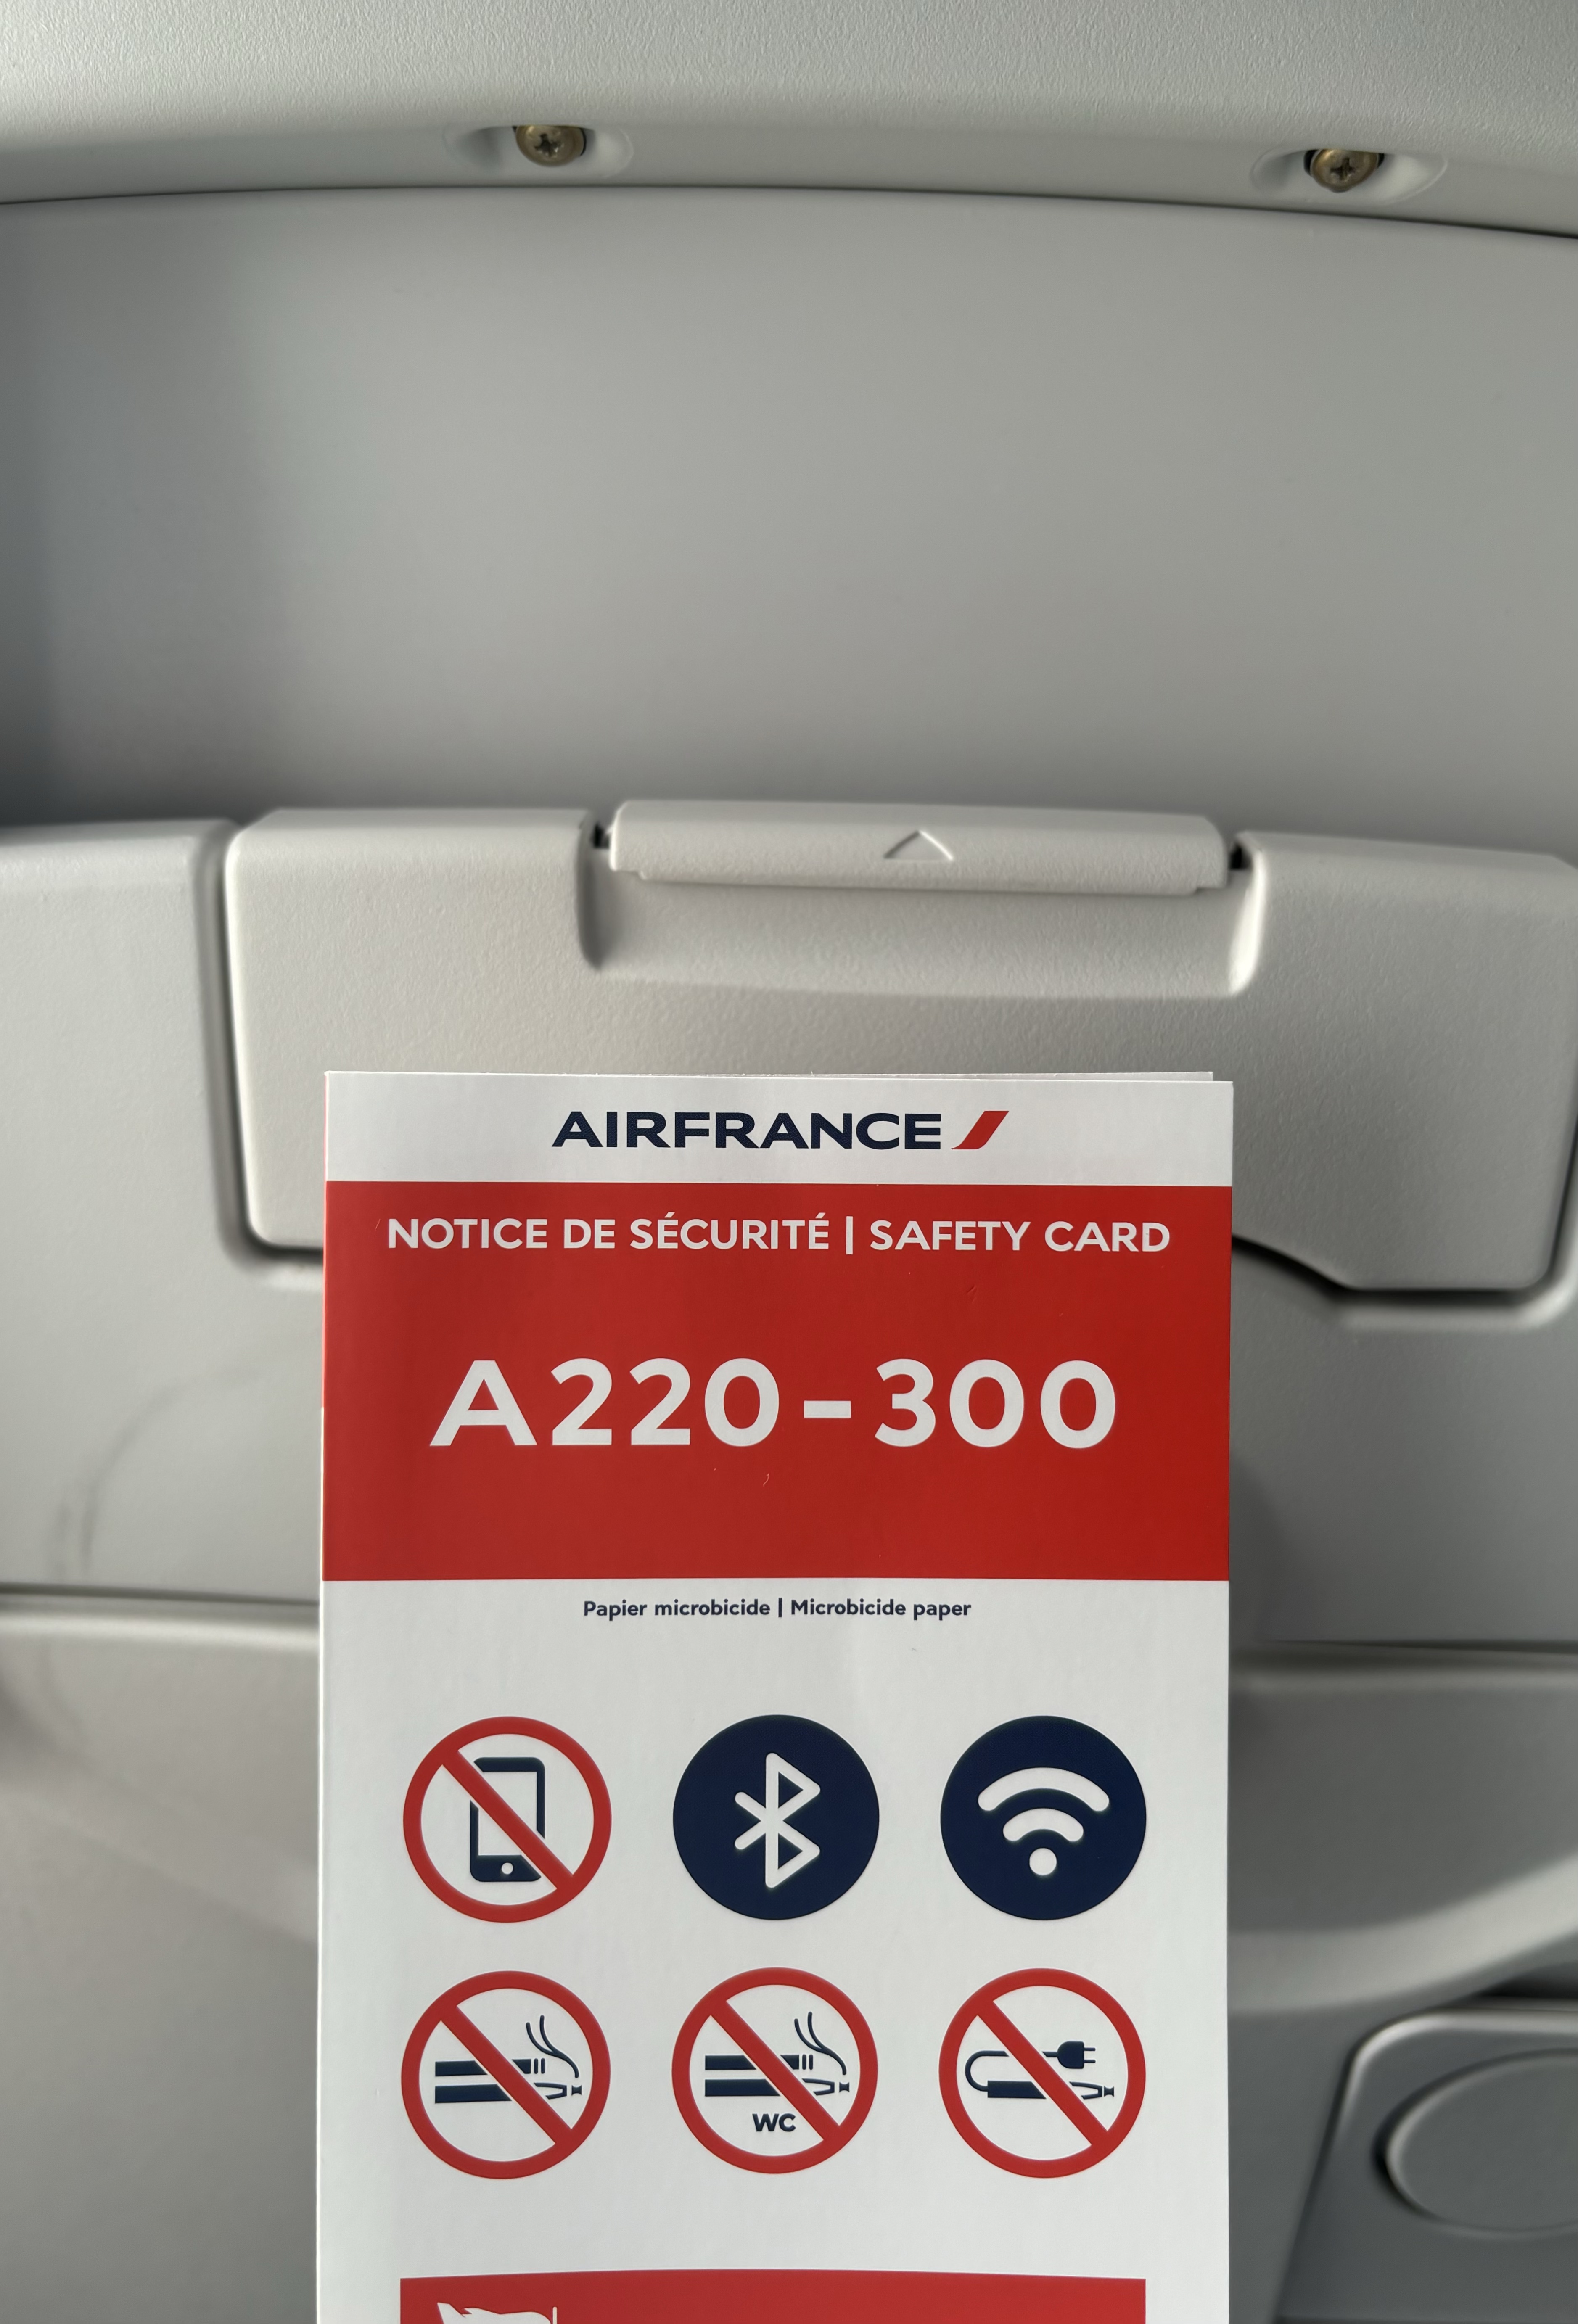 AIRFRANCE
NOTICE DE SÉCURITÉ | SAFETY CARD
A220-300
Papier microbicide | Microbicide paper
WC